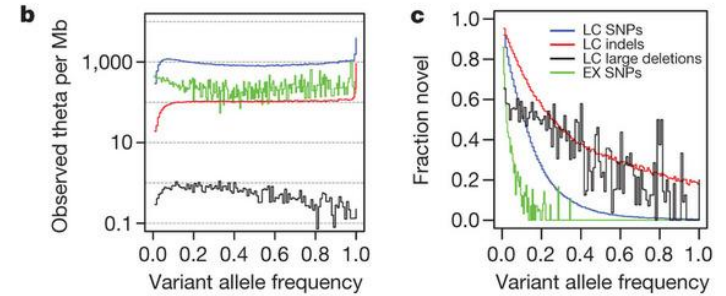 b
Observed theta per Mb
1,000
10
0.1
0.0 0.2 0.4 0.6 0.8 1.0
Variant allele frequency
c
Fraction novel
1.0
0.8
0.6
0.4
0.2
0.0
LC SNPs
LC indels
LC large deletions
EX SNPs
0.0 0.2 0.4 0.6 0.8 1.0
Variant allele frequency